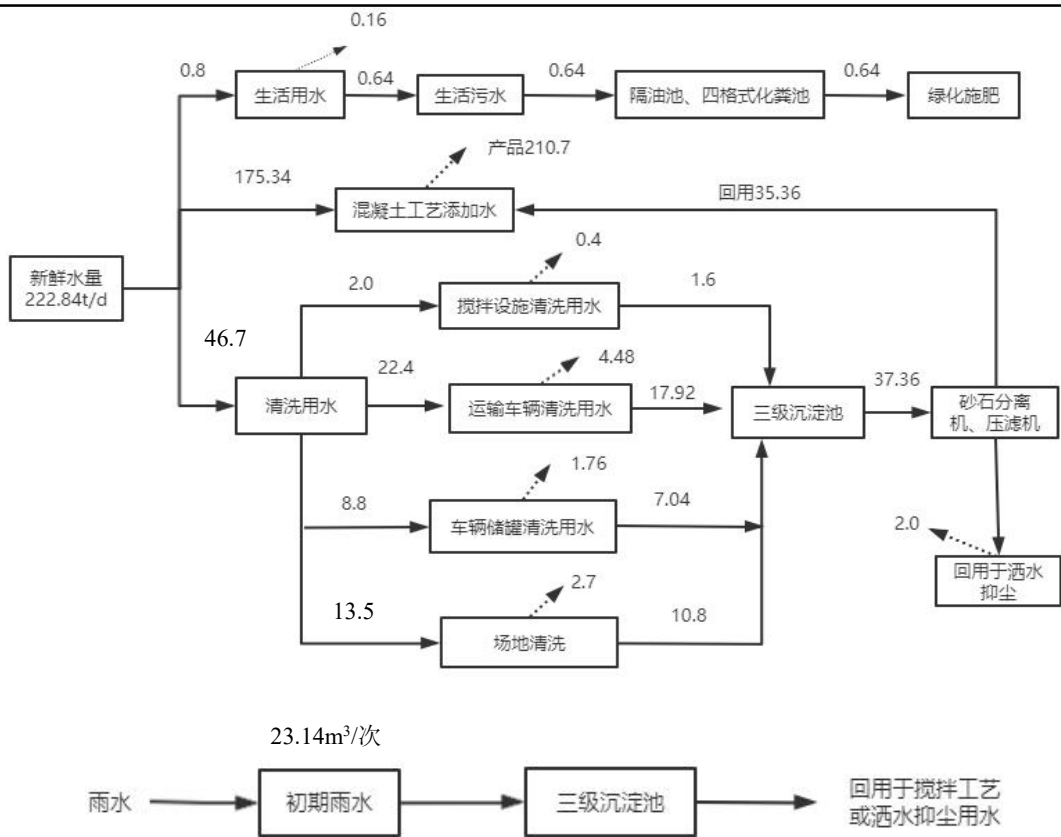 0.16
0.8
生活用水
0.64
生活污水
0.64
隔油池、四格式化粪池
0.64
绿化施肥
产品210.7
175.34
混凝土工艺添加水
回用35.36
新鲜水量
222.84t/d
0.4
2.0
搅拌设施清洗用水
1.6
46.7
清洗用水
22.4
4.48
运输车辆清洗用水
17.92
三级沉淀池
37.36
砂石分离
机、压滤机
1.76
8.8
车辆储罐清洗用水
7.04
2.0
回用于洒水
抑尘
2.7
13.5
场地清洗
10.8
23.14m³/次
雨水
初期雨水
三级沉淀池
回用于搅拌工艺
或洒水抑尘用水